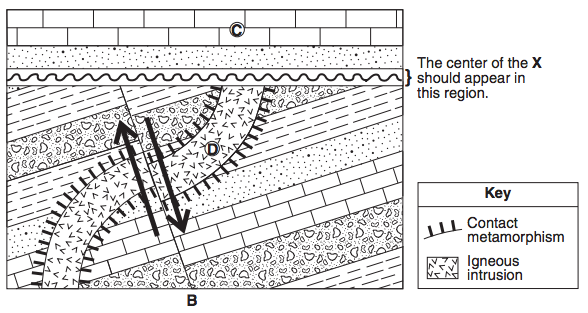 C
The center of the X
should appear in
this region.
D
Key
Contact
metamorphism
Igneous
intrusion
B